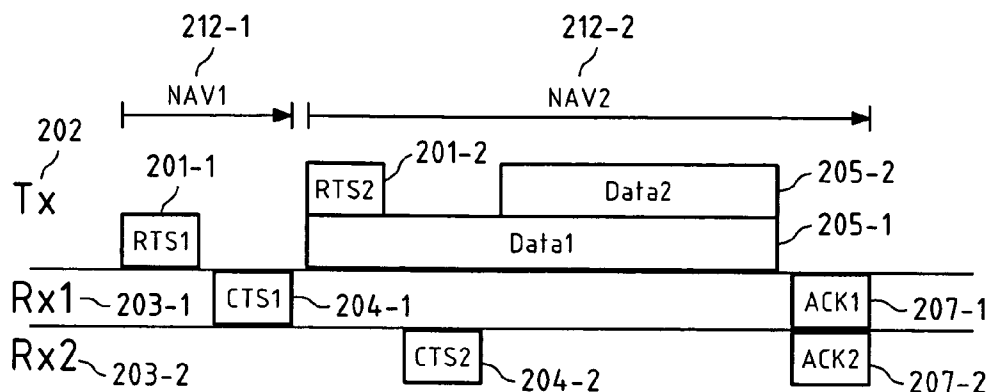 212-1
212-2
NAV1
NAV2
202
Tx
201-1
201-2
RTS1
RTS2
Data2
205-2
Data1
205-1
Rx1
203-1
CTS1
204-1
ACK1
207-1
Rx2
203-2
CTS2
204-2
ACK2
207-2